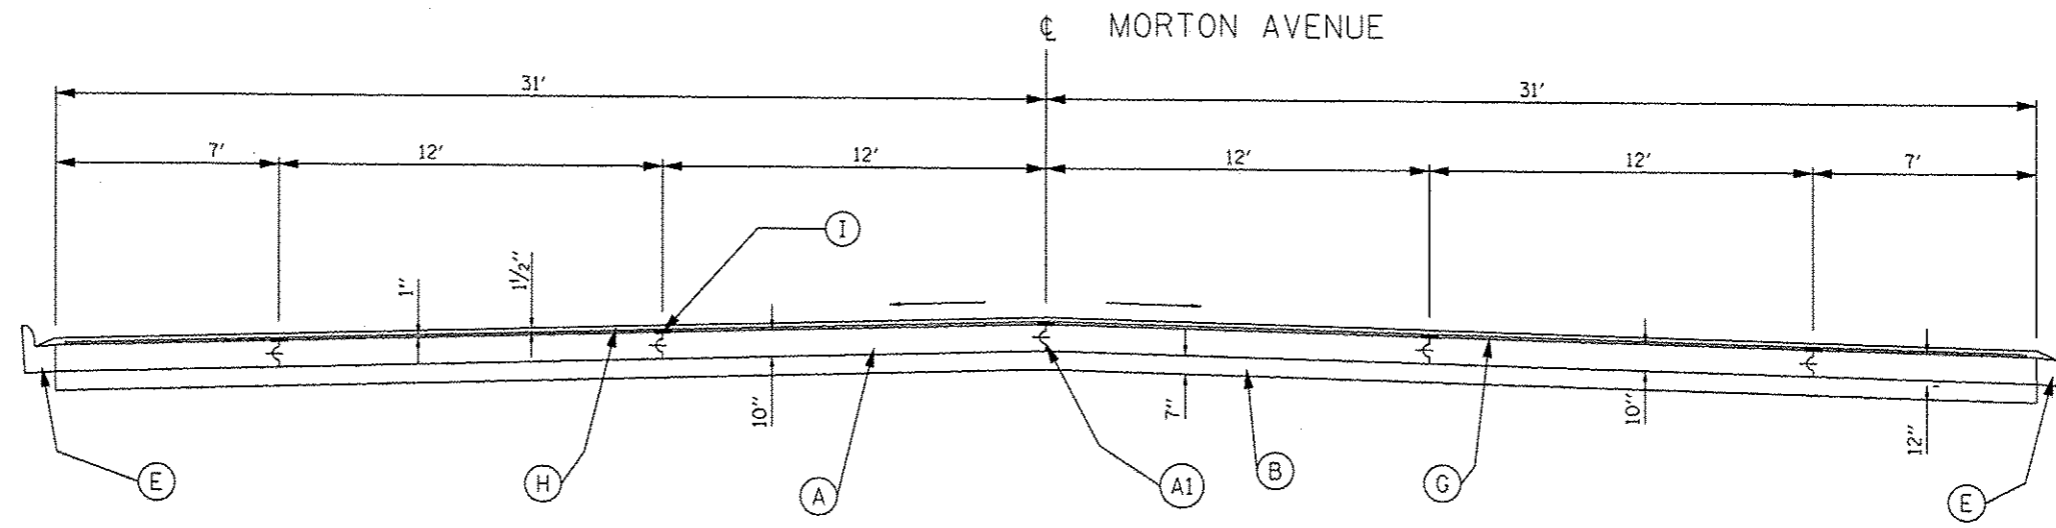 ℄ MORTON AVENUE
31'
31'
7'
12'
12'
12'
12'
7'
I
1"
1½"
10"
7"
10"
12"
E
H
A
A1
B
G
E